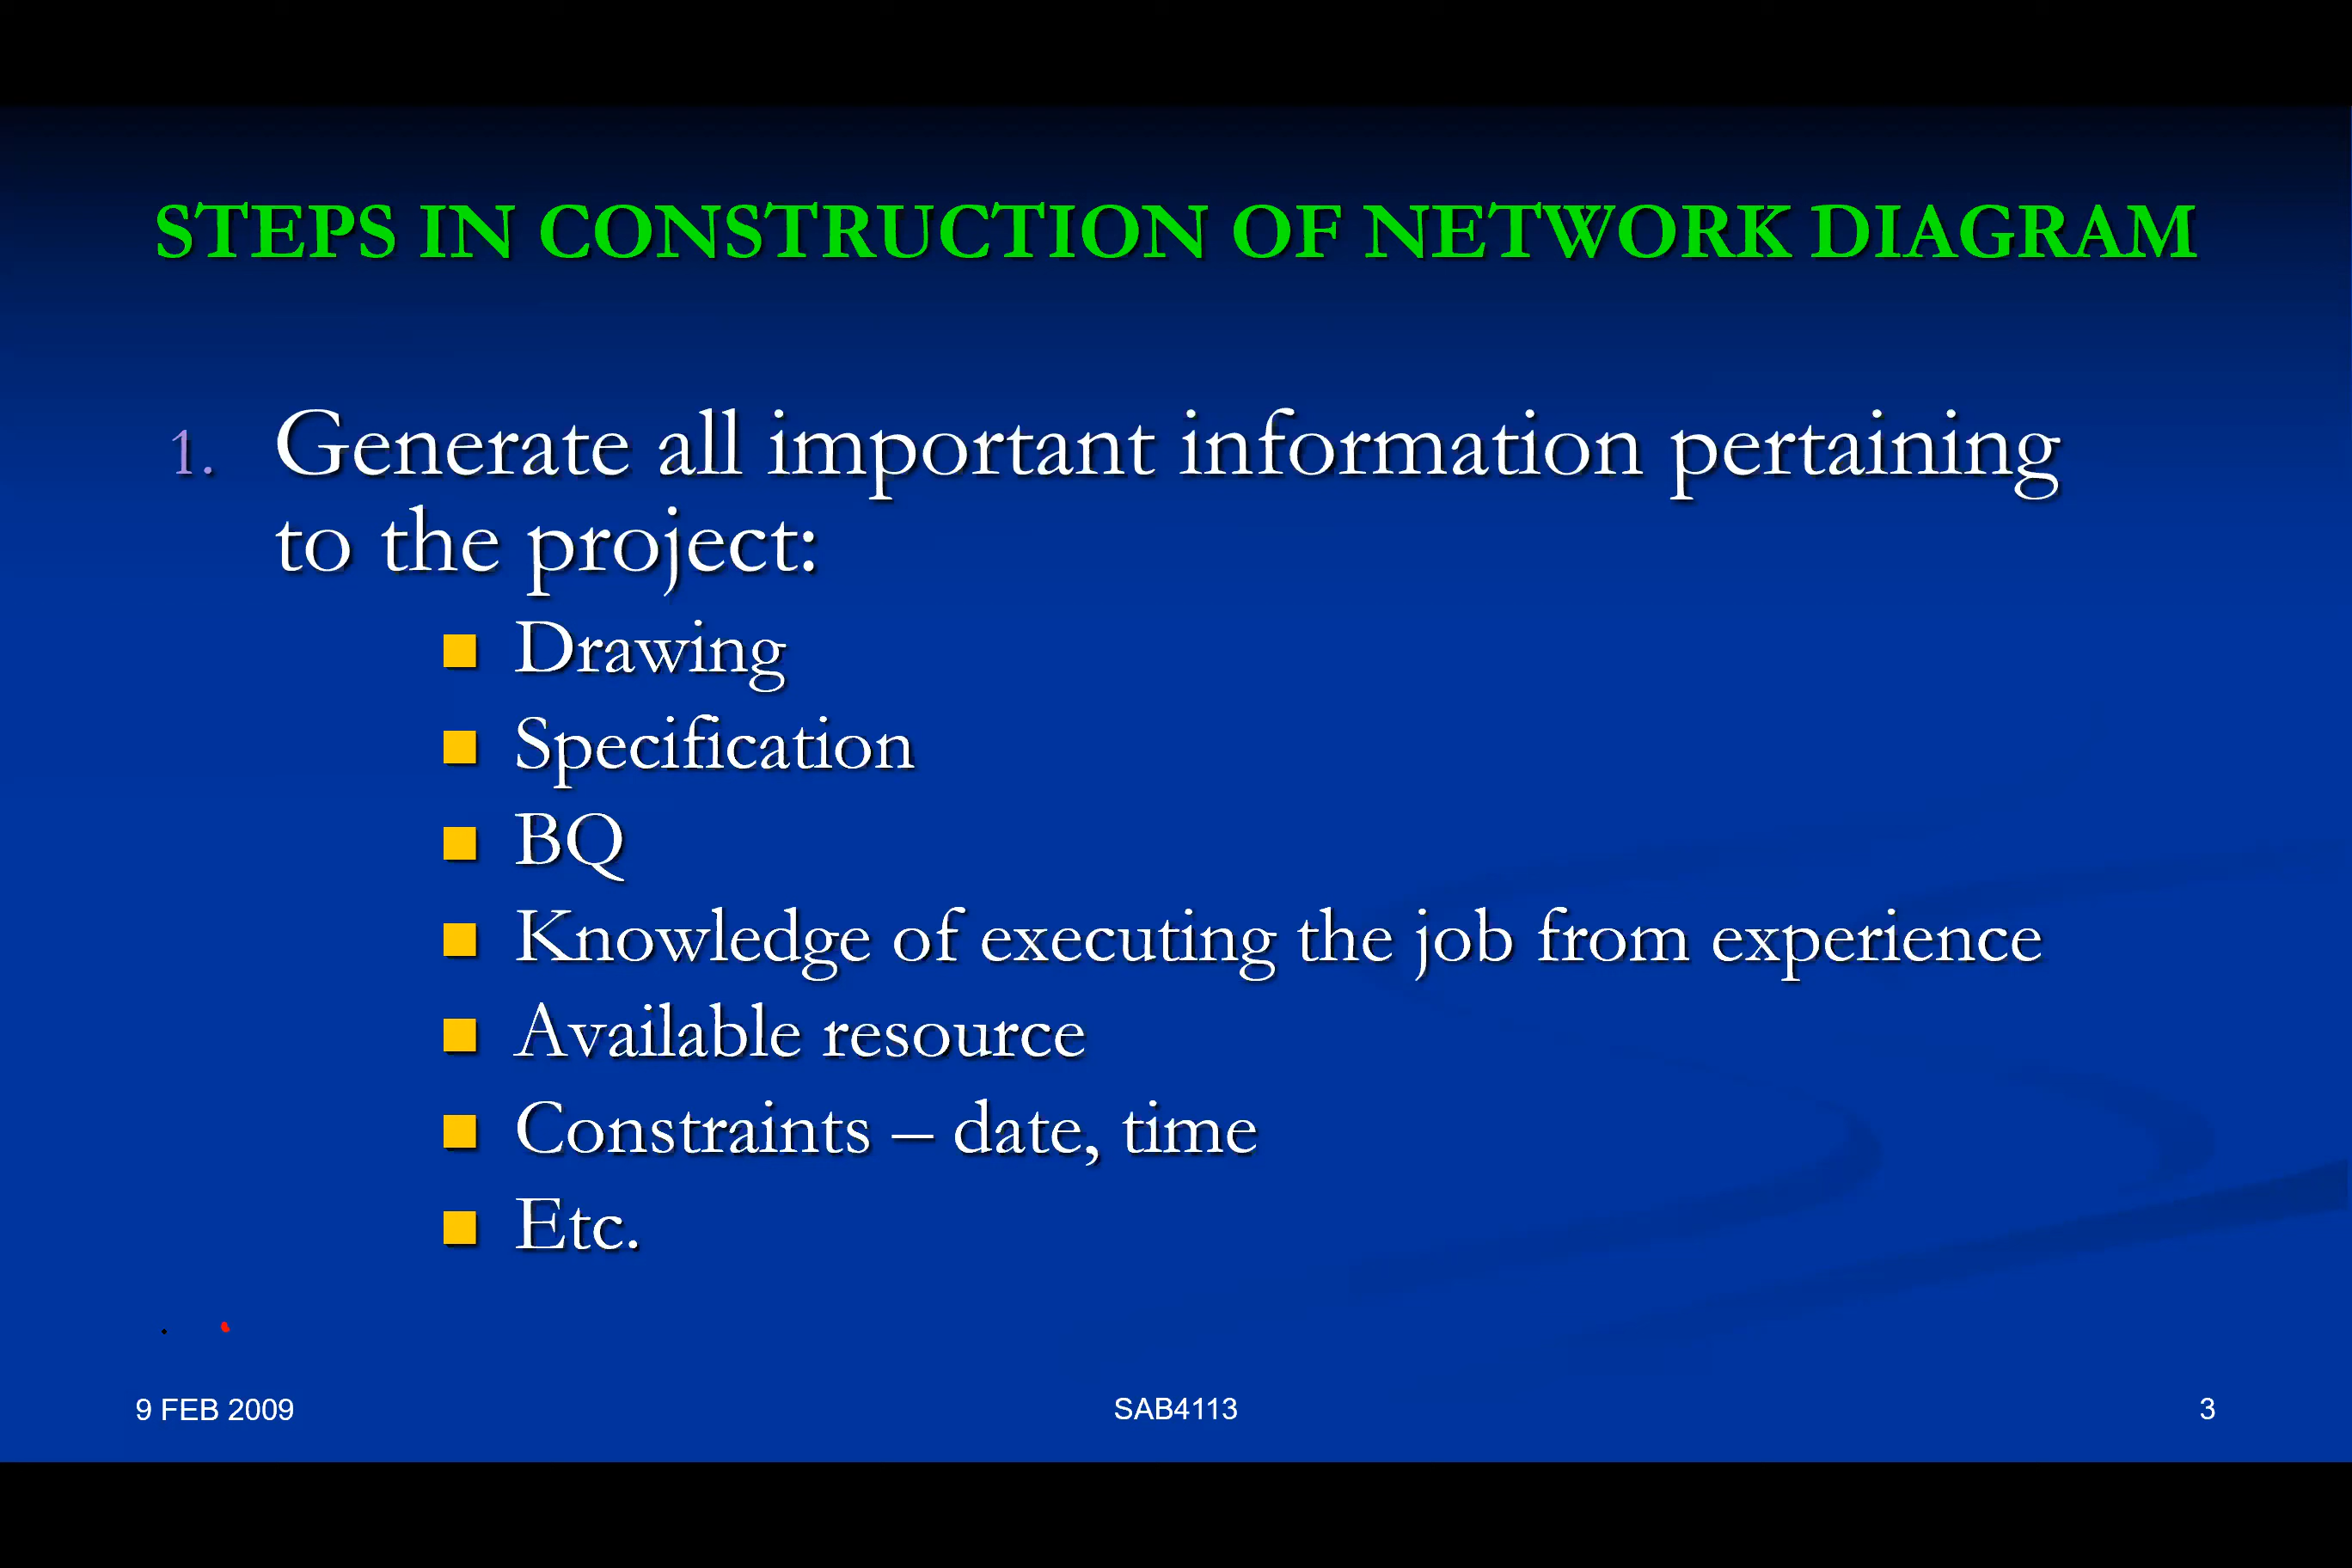 STEPS IN CONSTRUCTION OF NETWORK DIAGRAM
1. Generate all important information pertaining
to the project:
Drawing
Specification
BQ
Knowledge of executing the job from experience
Available resource
Constraints – date, time
Etc.
9 FEB 2009
SAB4113
3